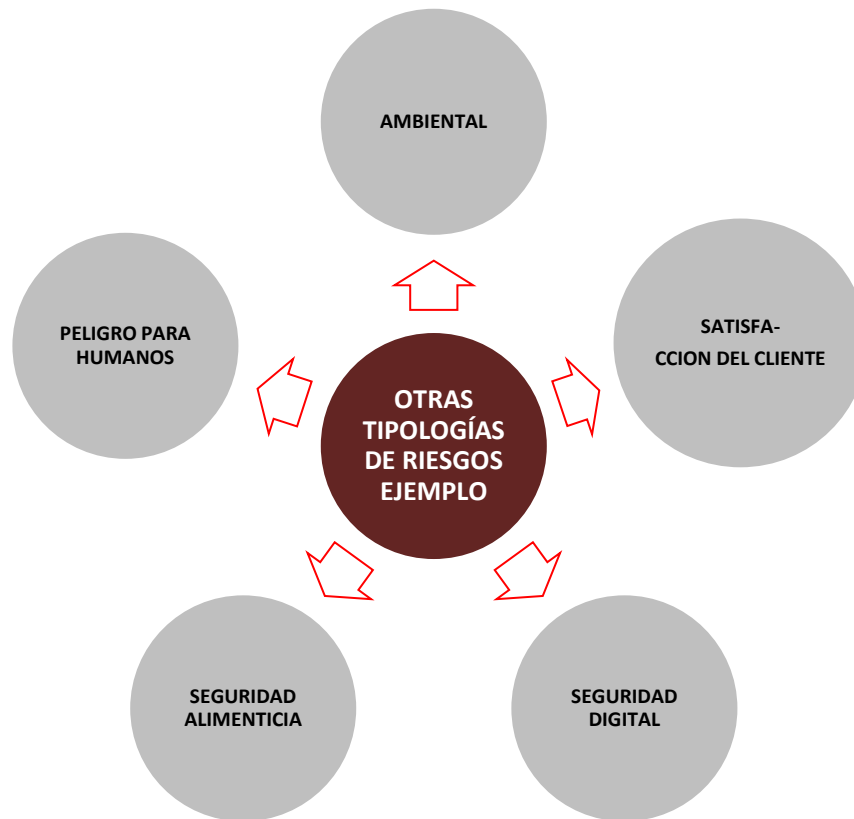 AMBIENTAL
PELIGRO PARA
HUMANOS
SATISFA-
CCION DEL CLIENTE
OTRAS
TIPOLOGÍAS
DE RIESGOS
EJEMPLO
SEGURIDAD
ALIMENTICIA
SEGURIDAD
DIGITAL